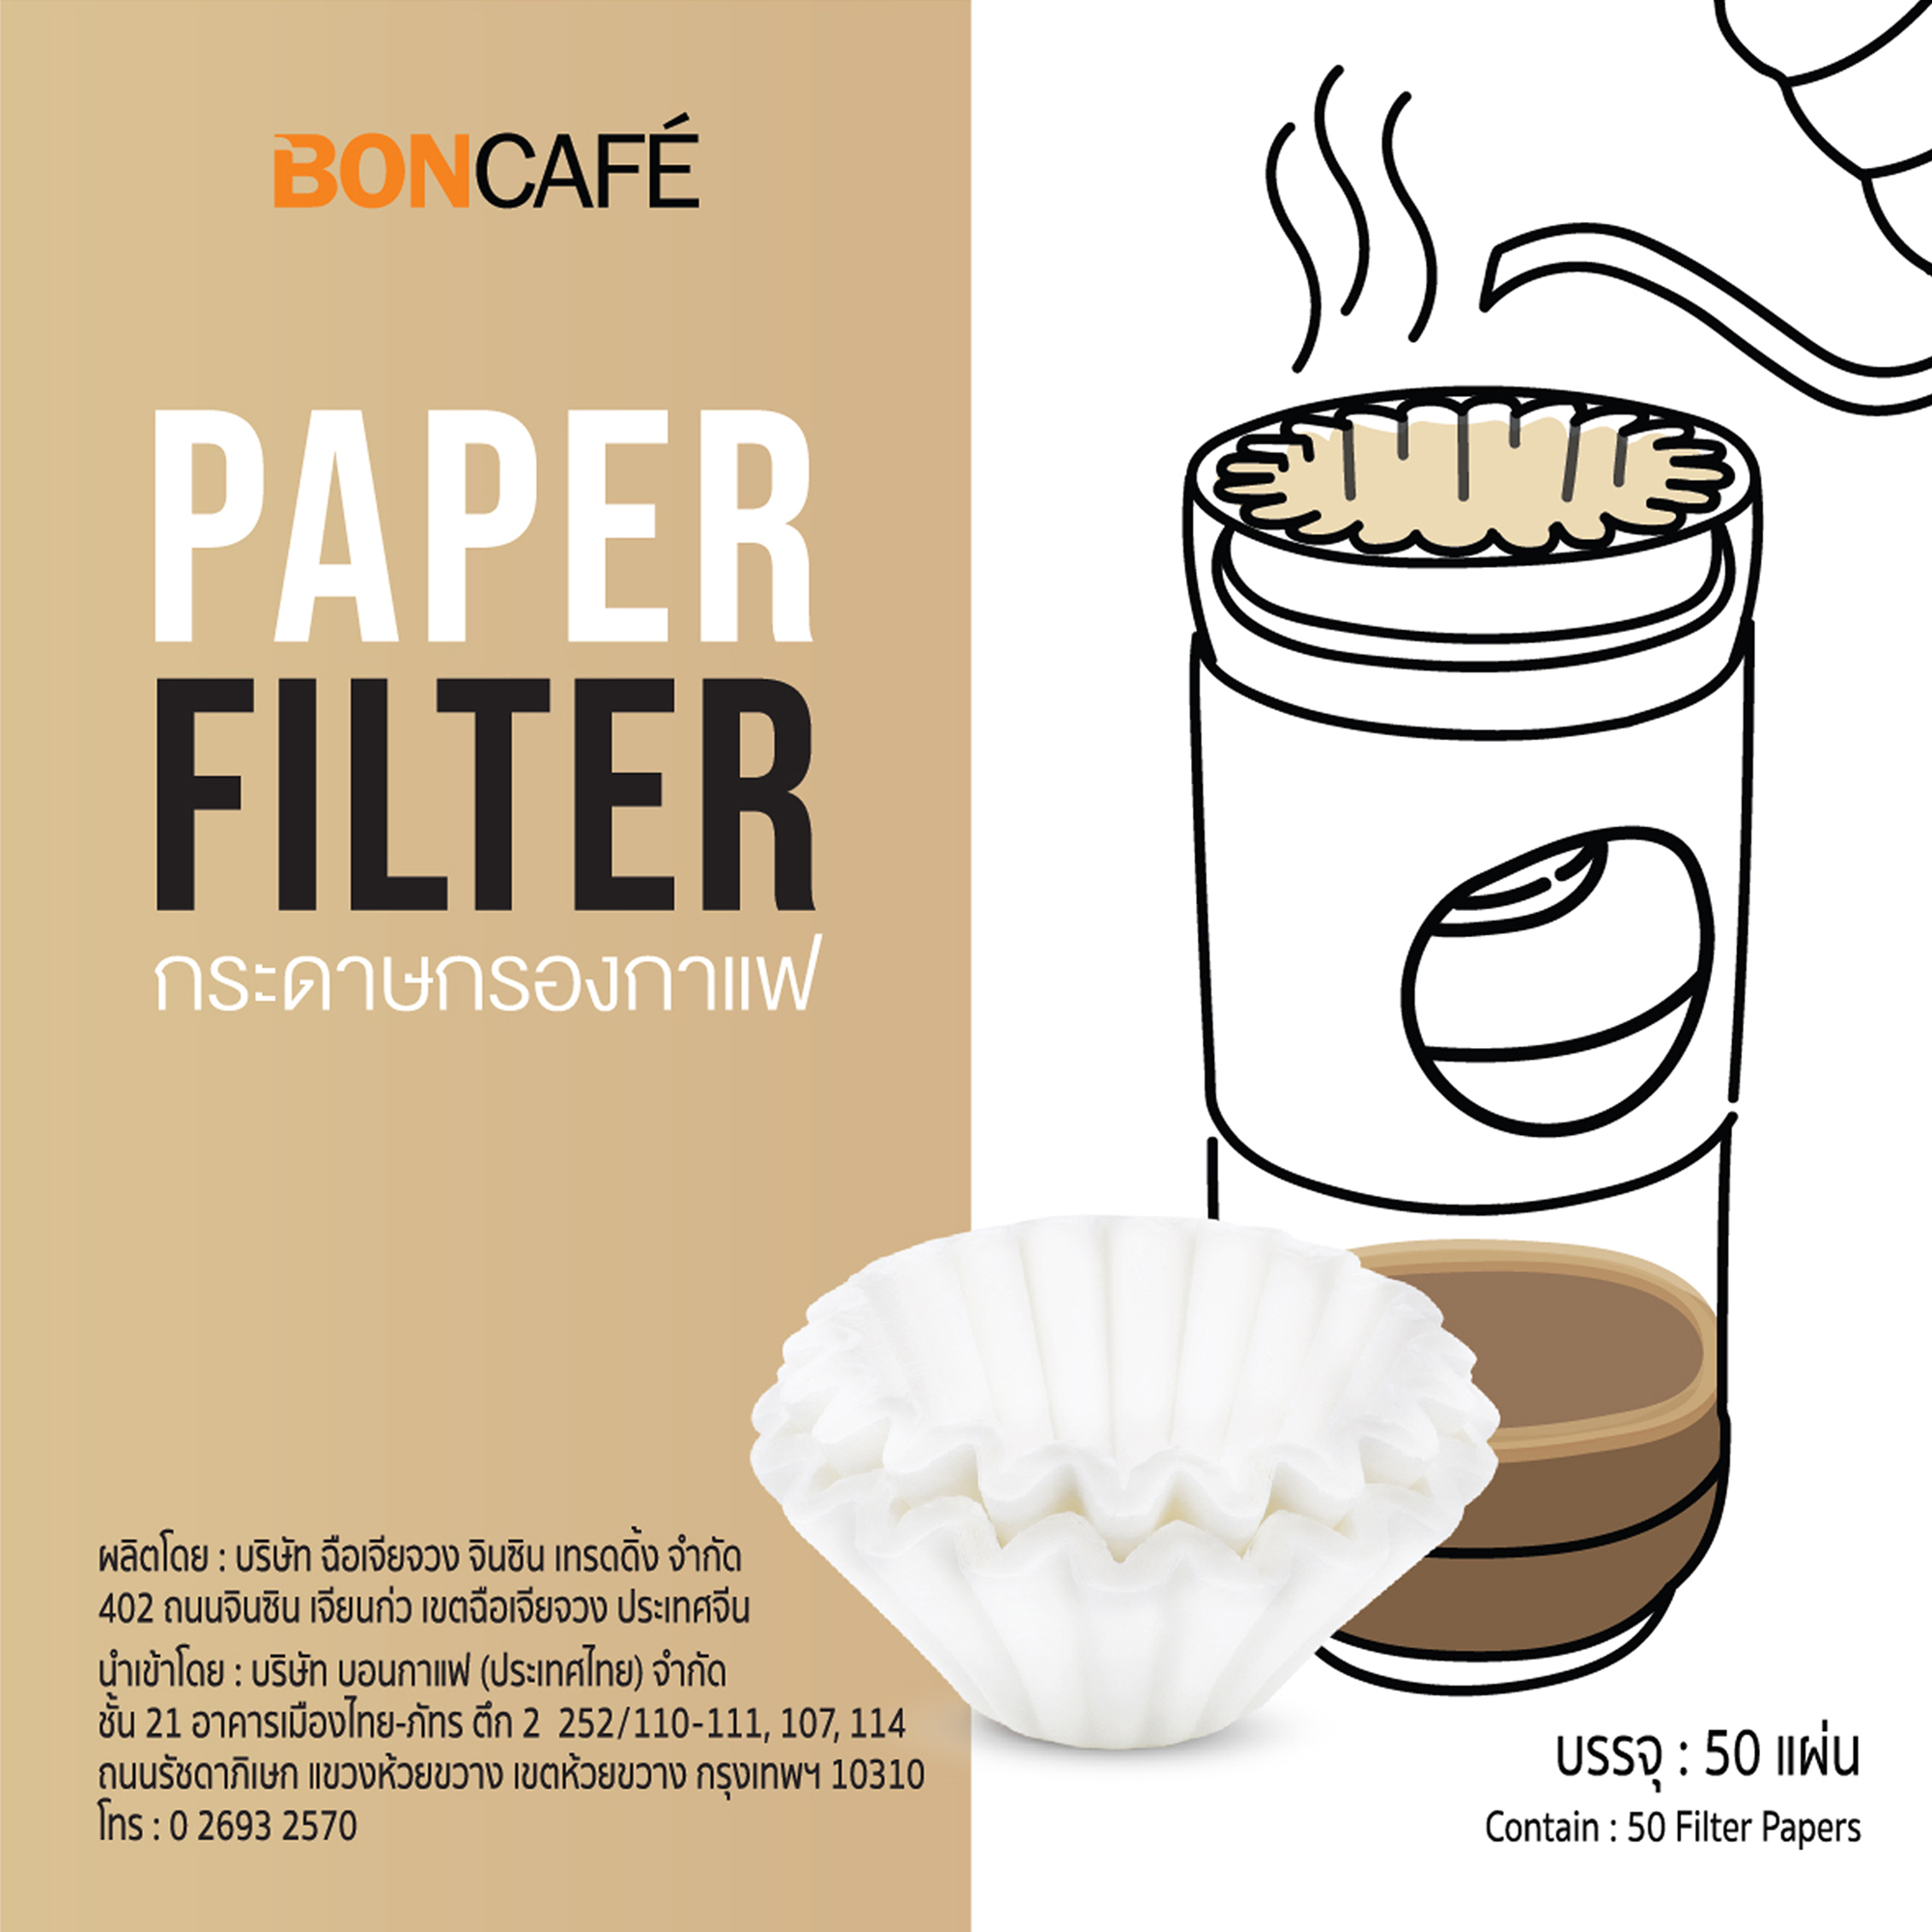 BONCAFÉ
PAPER
FILTER
กระดาษกรองกาแฟ
ผลิตโดย : บริษัท ฉือเจียจวง จินซิน เทรดดิ้ง จำกัด
402 ถนนจินซิน เจียนก่ว เขตฉือเจียจวง ประเทศจีน
นำเข้าโดย : บริษัท บอนกาแฟ (ประเทศไทย) จำกัด
ชั้น 21 อาคารเมืองไทย-ภัทร ตึก 2 252/110-111, 107, 114
ถนนรัชดาภิเษก แขวงห้วยขวาง เขตห้วยขวาง กรุงเทพฯ 10310
โทร : 0 2693 2570
บรรจุ : 50 แผ่น
Contain : 50 Filter Papers